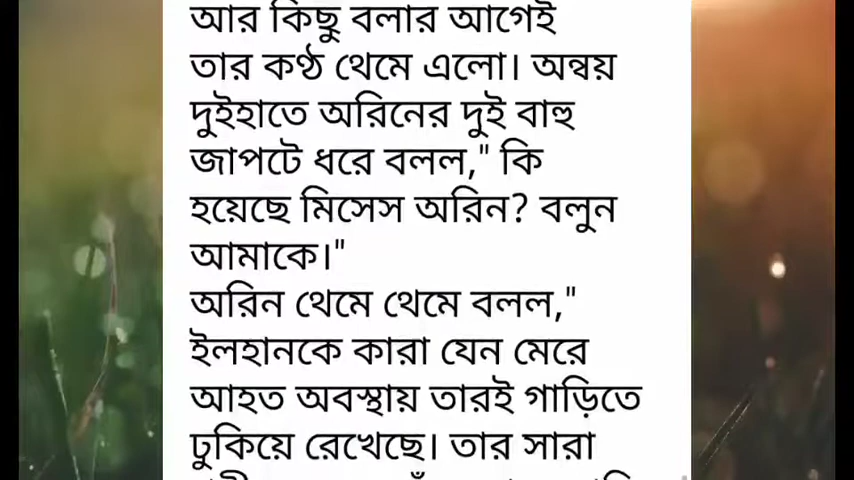 আর কিছু বলার আগেই
তার কণ্ঠ থেমে এলো। অন্বয়
দুইহাতে অরিনের দুই বাহু
জাপটে ধরে বলল," কি
হয়েছে মিসেস অরিন? বলুন
আমাকে।"
অরিন থেমে থেমে বলল,"
ইলহানকে কারা যেন মেরে
আহত অবস্থায় তারই গাড়িতে
ঢুকিয়ে রেখেছে। তার সারা